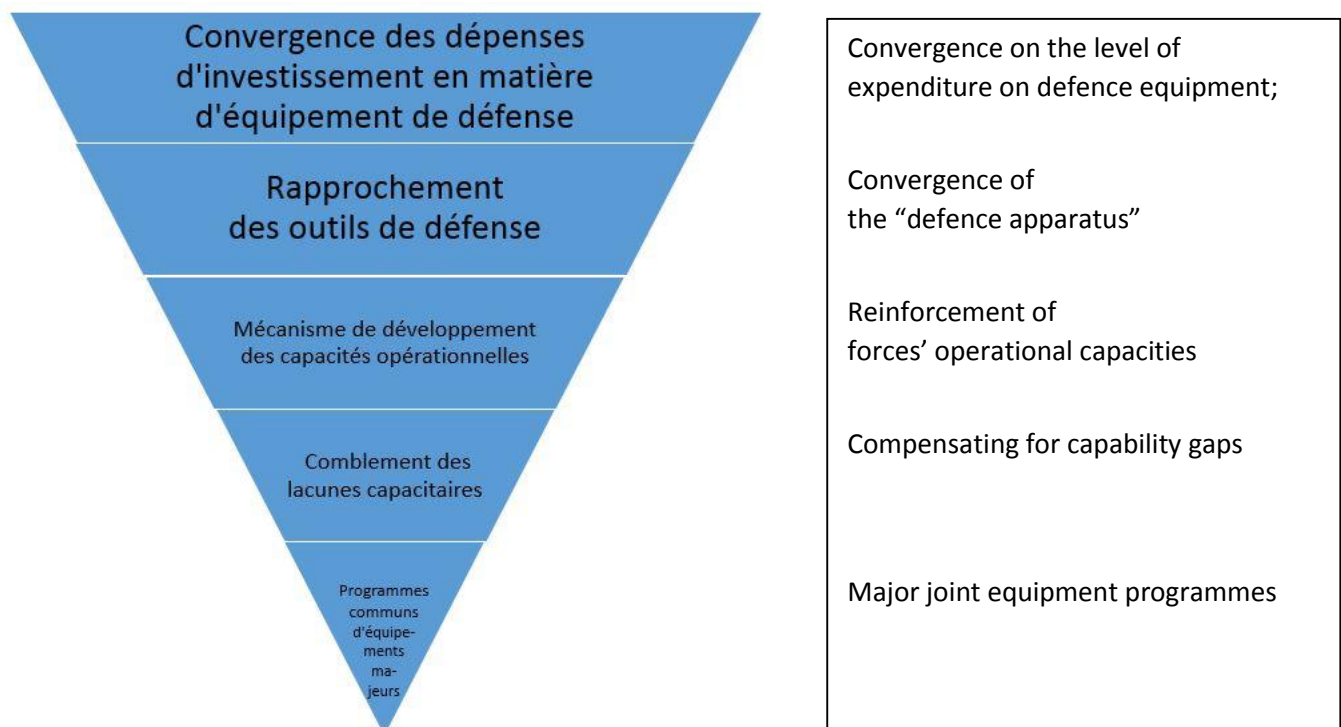 Convergence des dépenses
d'investissement en matière
d'équipement de défense
Rapprochement
des outils de défense
Mécanisme de développement
des capacités opérationnelles
Comblement des
lacunes capacitaires
Programmes
communs
d'équipe-
ments
ma-
jeurs
Convergence on the level of
expenditure on defence equipment;
Convergence of
the “defence apparatus”
Reinforcement of
forces’ operational capacities
Compensating for capability gaps
Major joint equipment programmes